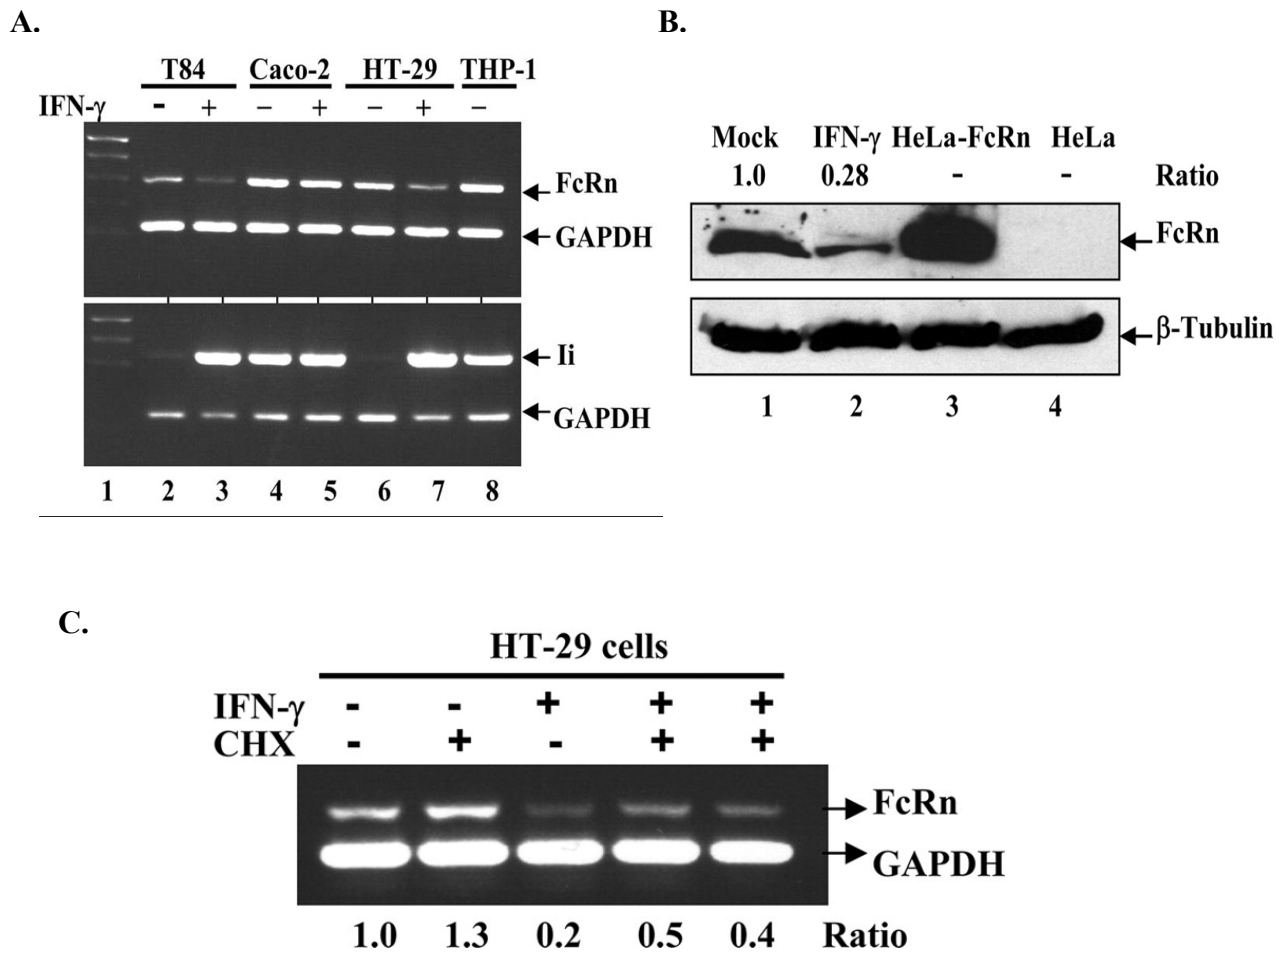 A.
T84 Caco-2 HT-29 THP-1
IFN-γ - + - + - + -
FcRn
GAPDH
Ii
GAPDH
1 2 3 4 5 6 7 8
B.
Mock IFN-γ HeLa-FcRn HeLa
1.0 0.28 - - Ratio
FcRn
β-Tubulin
1 2 3 4
C.
HT-29 cells
IFN-γ - - + + +
CHX - + - + +
FcRn
GAPDH
1.0 1.3 0.2 0.5 0.4 Ratio